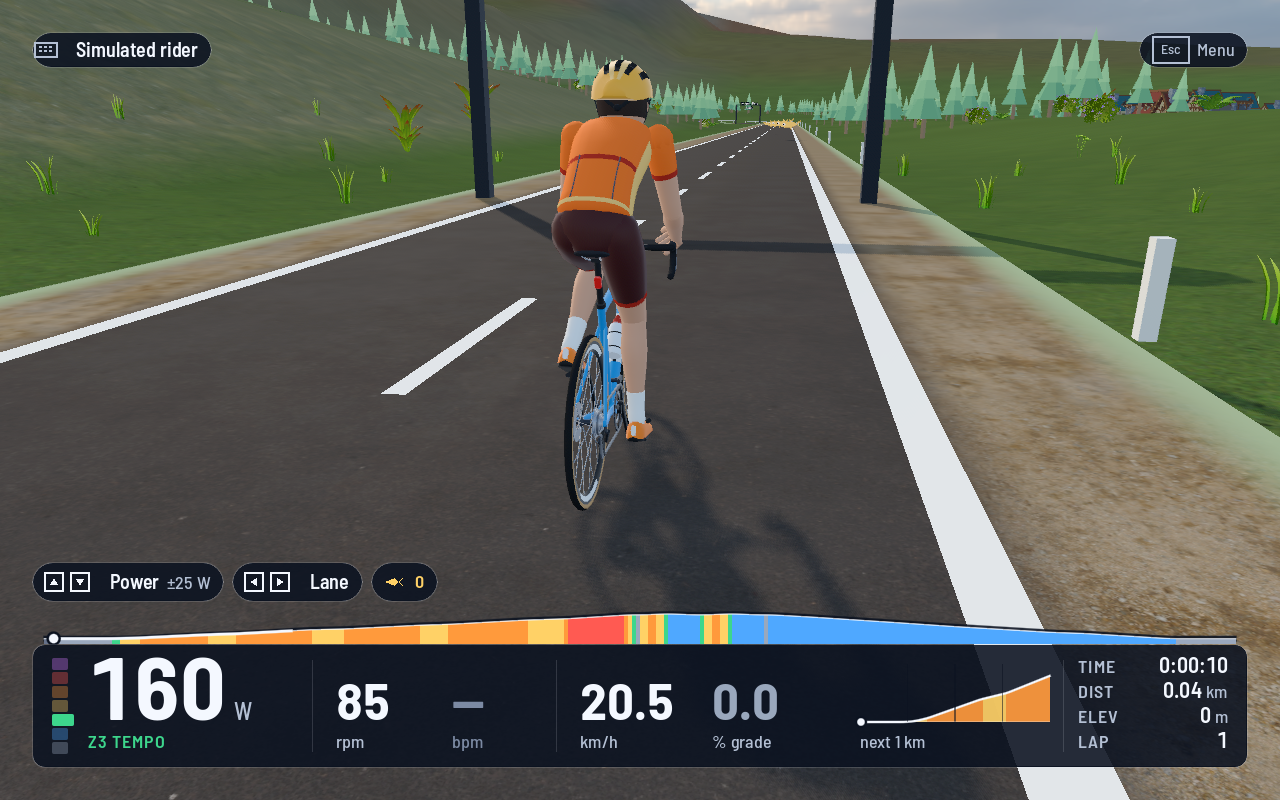 Simulated rider
Esc Menu
Power ±25 W
Lane
0
160 W
Z3 TEMPO
85
rpm
—
bpm
20.5
km/h
0.0
% grade
next 1 km
TIME 0:00:10
DIST 0.04 km
ELEV 0 m
LAP 1